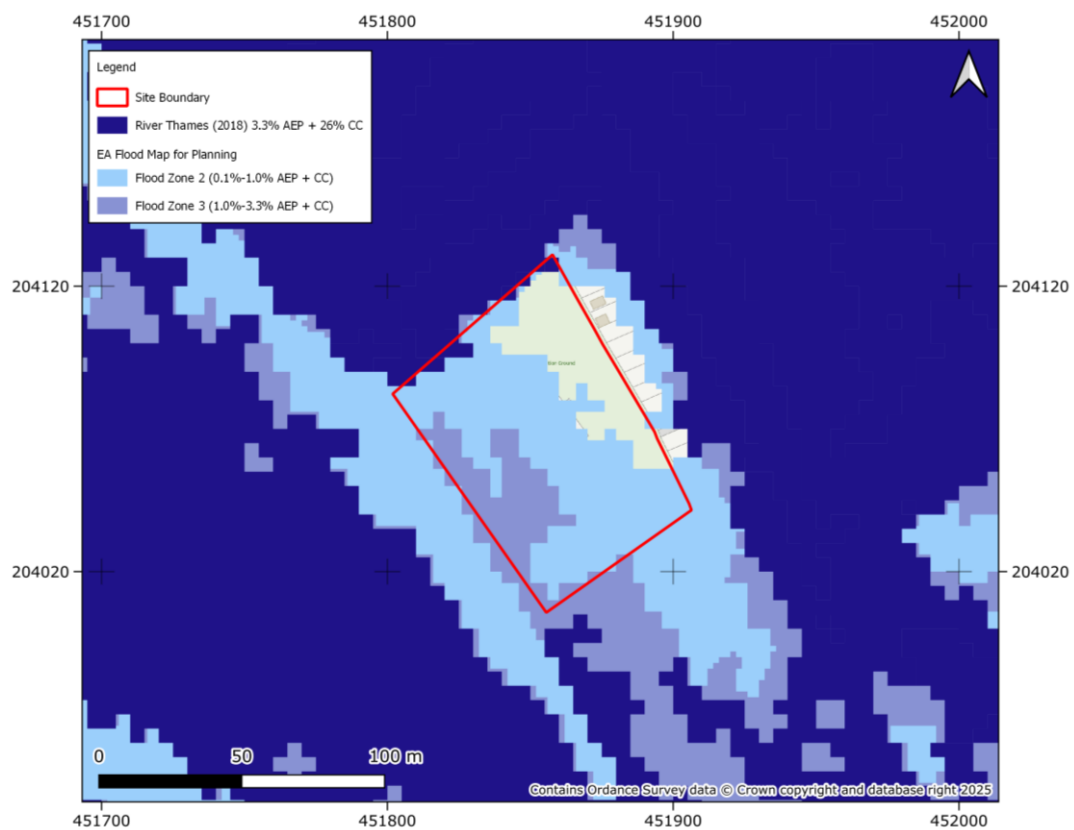 451700 451800 451900 452000
Legend
Site Boundary
River Thames (2018) 3.3% AEP + 26% CC
EA Flood Map for Planning
Flood Zone 2 (0.1%-1.0% AEP + CC)
Flood Zone 3 (1.0%-3.3% AEP + CC)
204120 204120
Ground
204020 204020
0 50 100 m
Contains Ordance Survey data © Crown copyright and database right 2025
451700 451800 451900 452000